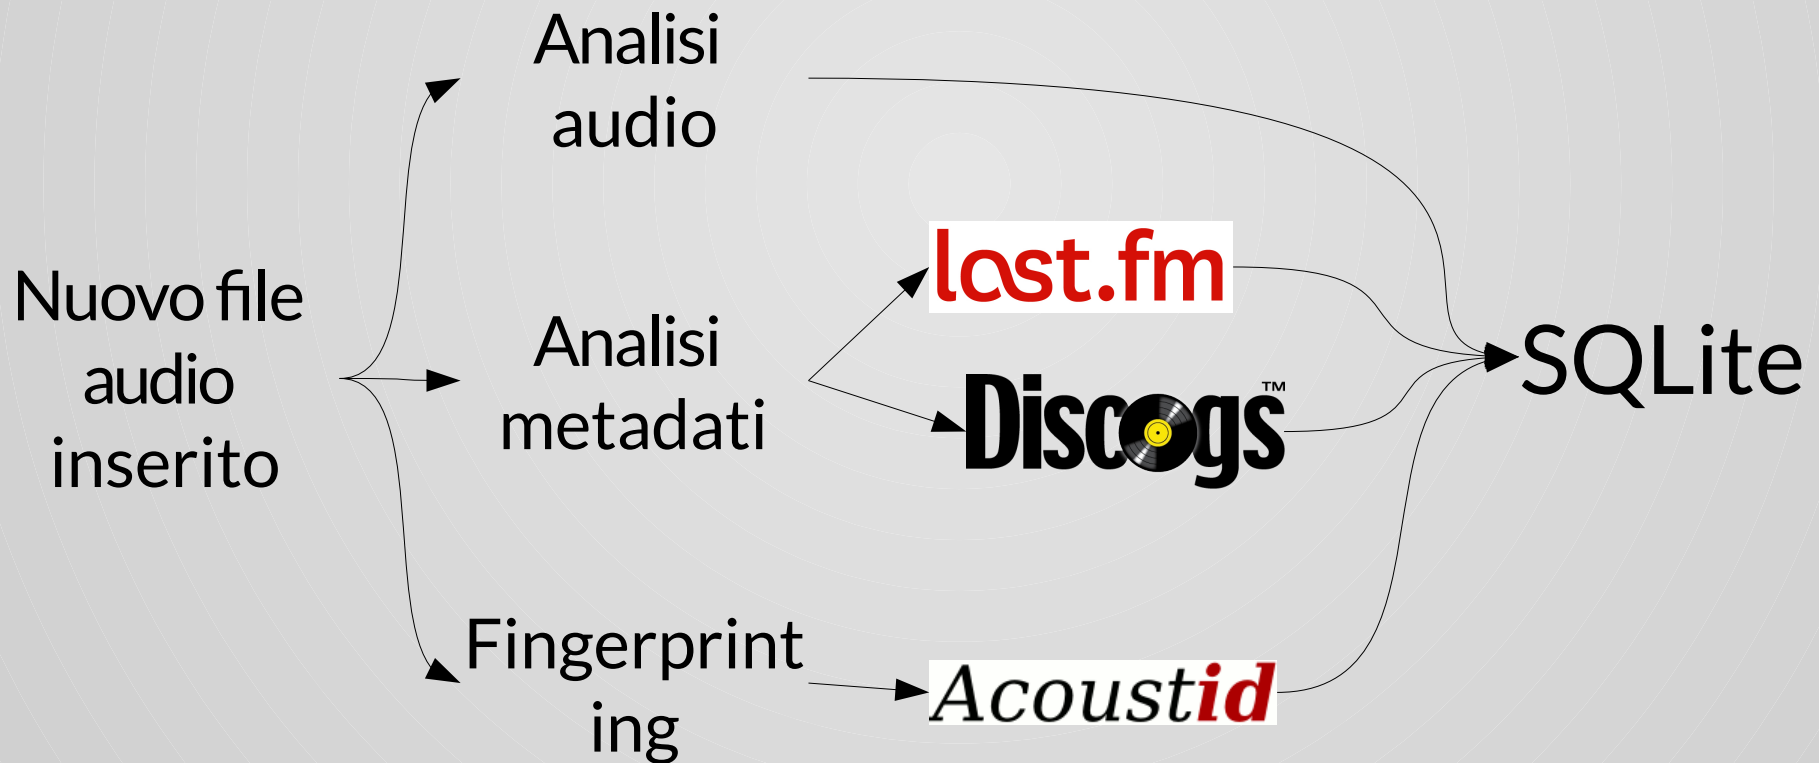 Analisi
audio
Nuovo file
audio
inserito
last.fm
Analisi
metadati
Discogs™
SQLite
Fingerprint
ing
Acoustid